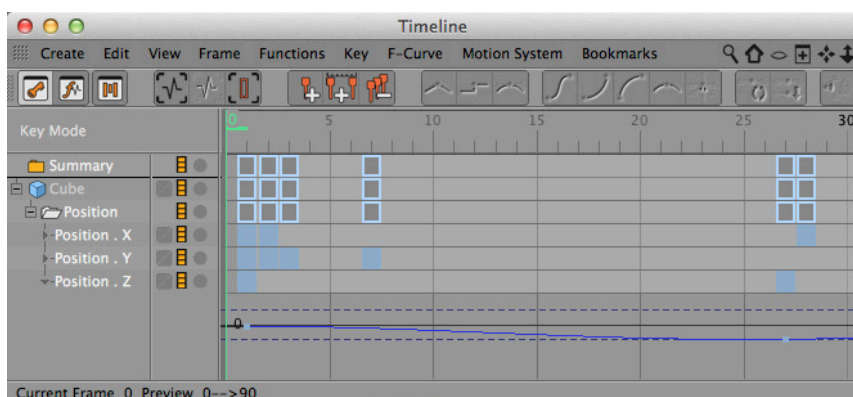 Timeline
Create Edit View Frame Functions Key F-Curve Motion System Bookmarks
Key Mode
0 5 10 15 20 25 30
Summary
Cube
Position
Position . X
Position . Y
Position . Z
0
Current Frame 0 Preview 0-->90